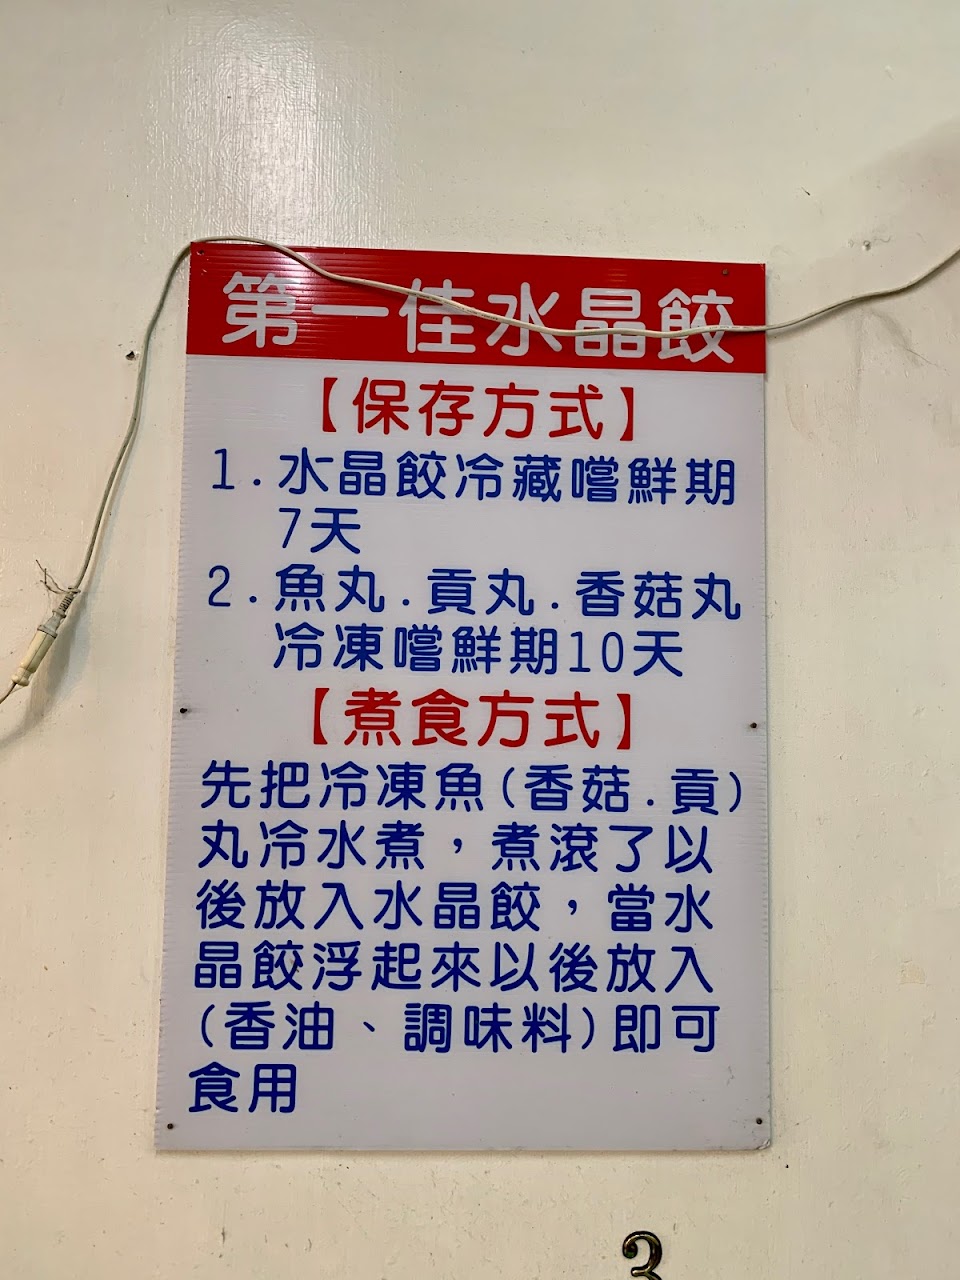 第一佳水晶餃
【保存方式】
1.水晶餃冷藏嚐鮮期
7天
2.魚丸.貢丸.香菇丸
冷凍嚐鮮期10天
【煮食方式】
先把冷凍魚(香菇.貢)
丸冷水煮，煮滾了以
後放入水晶餃，當水
晶餃浮起來以後放入
(香油、調味料)即可
食用
3